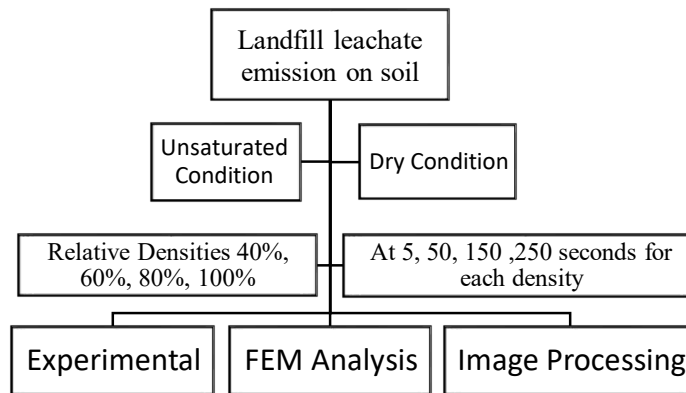 Landfill leachate
emission on soil
Unsaturated
Condition
Dry Condition
Relative Densities 40%,
60%, 80%, 100%
At 5, 50, 150 ,250 seconds for
each density
Experimental
FEM Analysis
Image Processing